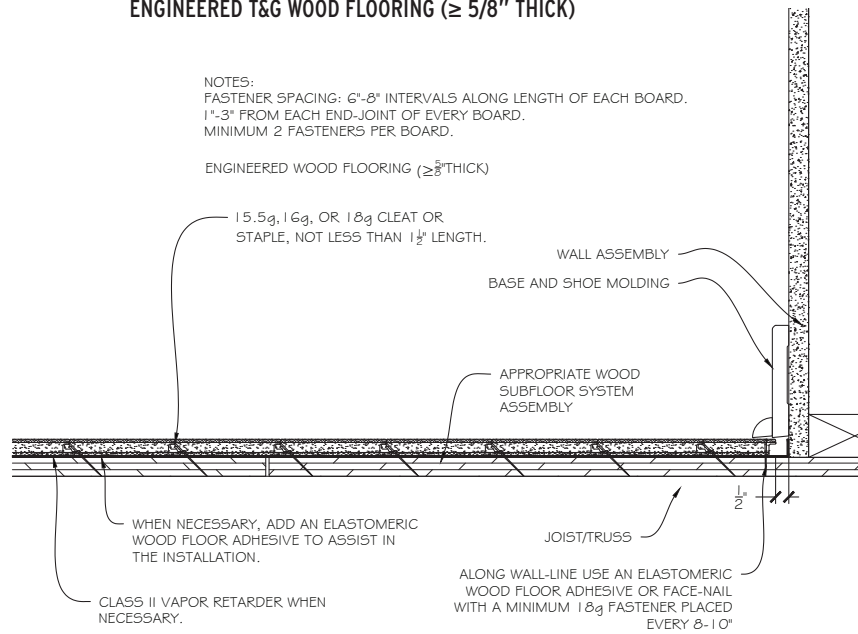 ENGINEERED T&G WOOD FLOORING (≥ 5/8" THICK)
NOTES:
FASTENER SPACING: 6"-8" INTERVALS ALONG LENGTH OF EACH BOARD.
1"-3" FROM EACH END-JOINT OF EVERY BOARD.
MINIMUM 2 FASTENERS PER BOARD.
ENGINEERED WOOD FLOORING (≥5/8"THICK)
15.5g, 16g, OR 18g CLEAT OR
STAPLE, NOT LESS THAN 1 1/2" LENGTH.
WALL ASSEMBLY
BASE AND SHOE MOLDING
APPROPRIATE WOOD
SUBFLOOR SYSTEM
ASSEMBLY
1/2"
WHEN NECESSARY, ADD AN ELASTOMERIC
WOOD FLOOR ADHESIVE TO ASSIST IN
THE INSTALLATION.
JOIST/TRUSS
CLASS II VAPOR RETARDER WHEN
NECESSARY.
ALONG WALL-LINE USE AN ELASTOMERIC
WOOD FLOOR ADHESIVE OR FACE-NAIL
WITH A MINIMUM 18g FASTENER PLACED
EVERY 8-10"